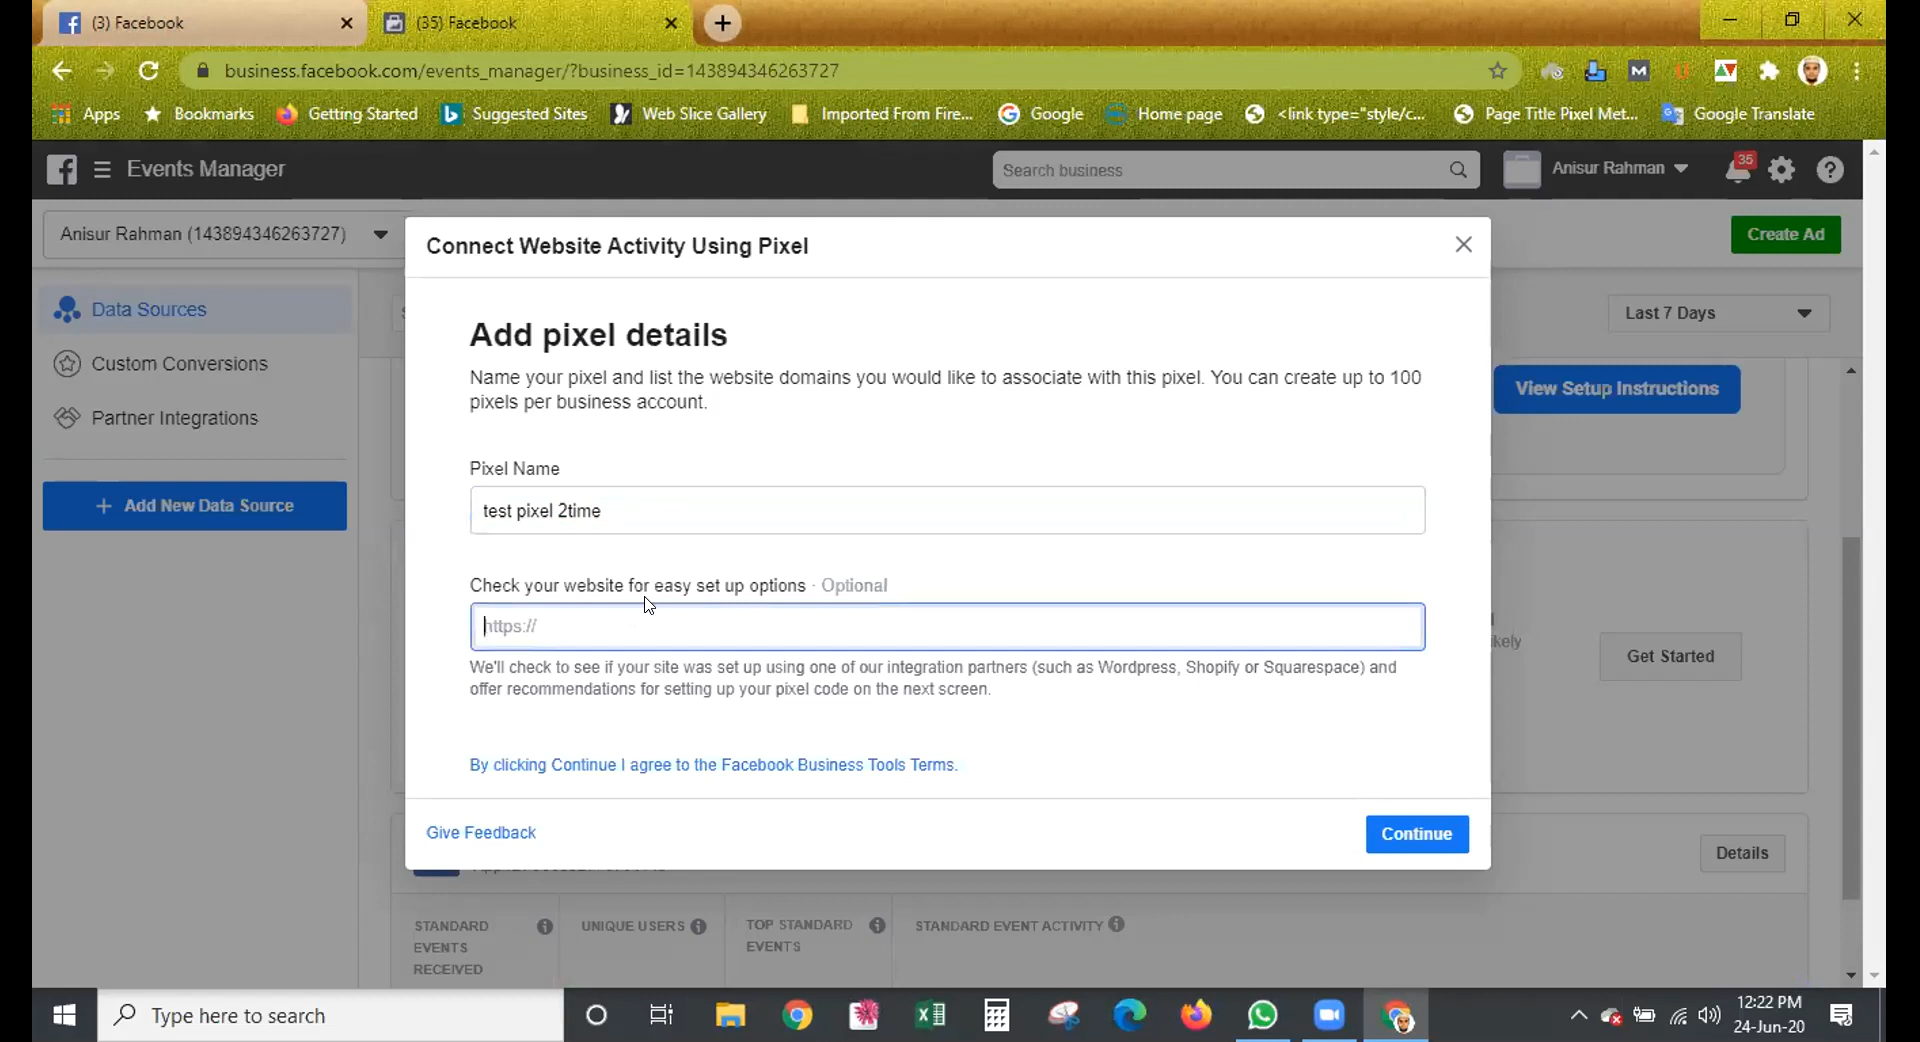 (3) Facebook
(35) Facebook
business.facebook.com/events_manager/?business_id=143894346263727
Apps
Bookmarks
Getting Started
Suggested Sites
Web Slice Gallery
Imported From Fire...
Google
Home page
<link type="style/c...
Page Title Pixel Met...
Google Translate
Events Manager
Search business
Anisur Rahman
35
Anisur Rahman (143894346263727)
Create Ad
Connect Website Activity Using Pixel
Data Sources
Custom Conversions
Partner Integrations
+ Add New Data Source
Last 7 Days
View Setup Instructions
Add pixel details
Name your pixel and list the website domains you would like to associate with this pixel. You can create up to 100
pixels per business account.
Pixel Name
test pixel 2time
Check your website for easy set up options · Optional
https://
We'll check to see if your site was set up using one of our integration partners (such as Wordpress, Shopify or Squarespace) and
offer recommendations for setting up your pixel code on the next screen.
By clicking Continue I agree to the Facebook Business Tools Terms.
Give Feedback
Continue
Get Started
Details
STANDARD
EVENTS
RECEIVED
UNIQUE USERS
TOP STANDARD
EVENTS
STANDARD EVENT ACTIVITY
Type here to search
12:22 PM
24-Jun-20